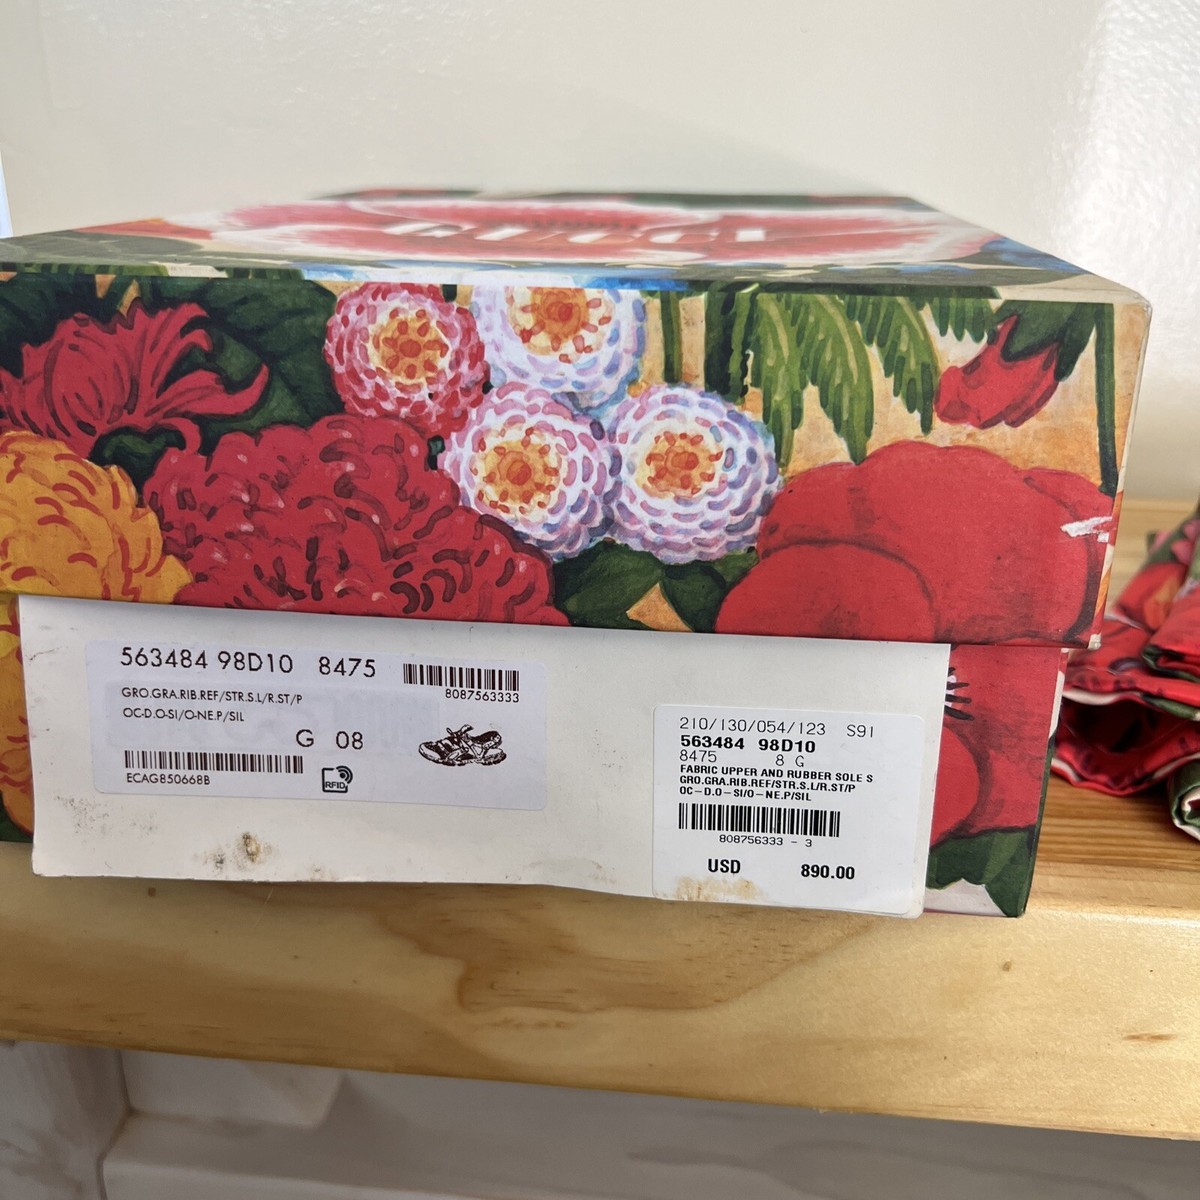 GUCCI
563484 98D10 8475
8087563333
GRO.GRA.RIB.REF/STR.S.L/R.ST/P
OC-D.O-SI/O-NE.P/SIL
G 08
ECAG850668B
RFID
210/130/054/123 S91
563484 98D10
8475 8 G
FABRIC UPPER AND RUBBER SOLE S
GRO.GRA.RIB.REF/STR.S.L/R.ST/P
OC-D.O-SI/O-NE.P/SIL
808756333 - 3
USD 890.00